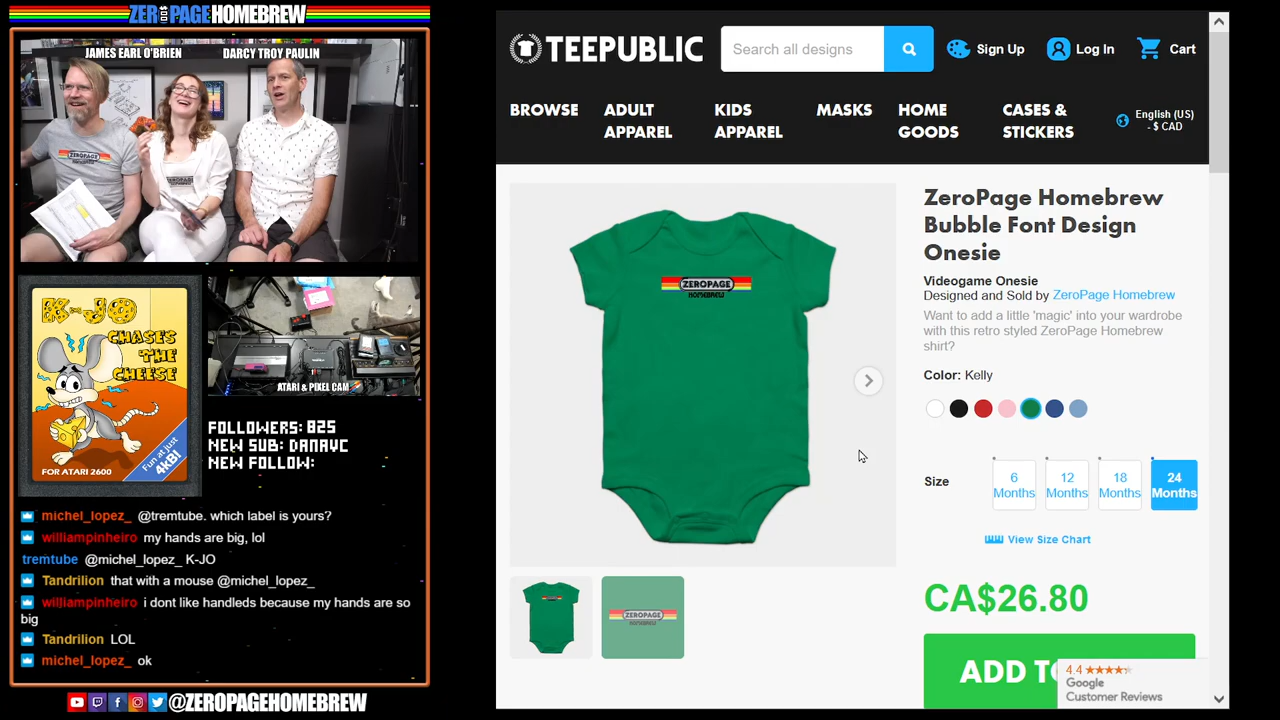 ZEROPAGE HOMEBREW
JAMES EARL O'BRIEN
DARCY TROY PAULIN
ZEROPAGE
K-JO
CHASES
THE
CHEESE
Fun at just
4KB!
FOR ATARI 2600
ATARI & PIXEL CAM
FOLLOWERS: 825
NEW SUB: DANAYC
NEW FOLLOW:
michel_lopez_ @tremtube. which label is yours?
williampinheiro my hands are big, lol
tremtube @michel_lopez_ K-JO
Tandrilion that with a mouse @michel_lopez_
williampinheiro i dont like handleds because my hands are so
big
Tandrilion LOL
michel_lopez_ ok
@ZEROPAGEHOMEBREW
TEEPUBLIC
Search all designs
Sign Up
Log In
Cart
BROWSE
ADULT
APPAREL
KIDS
APPAREL
MASKS
HOME
GOODS
CASES &
STICKERS
English (US)
- $ CAD
ZEROPAGE
HOMEBREW
ZEROPAGE
HOMEBREW
ZeroPage Homebrew
Bubble Font Design
Onesie
Videogame Onesie
Designed and Sold by ZeroPage Homebrew
Want to add a little 'magic' into your wardrobe
with this retro styled ZeroPage Homebrew
shirt?
Color: Kelly
Size
6
Months
12
Months
18
Months
24
Months
View Size Chart
CA$26.80
ADD TO
4.4
Google
Customer Reviews